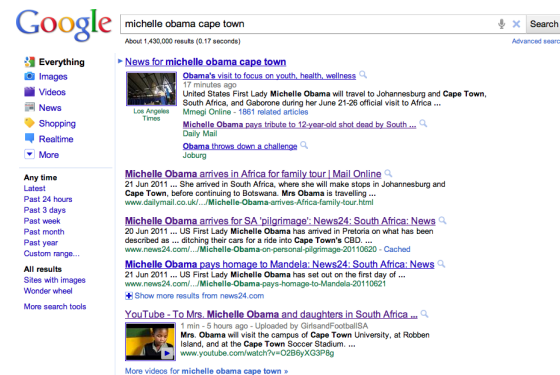 Google
michelle obama cape town
Search
About 1,430,000 results (0.17 seconds)
Advanced searc
Everything
Images
Videos
News
Shopping
Realtime
More
Any time
Latest
Past 24 hours
Past 3 days
Past week
Past month
Past year
Custom range...
All results
Sites with images
Wonder wheel
More search tools
News for michelle obama cape town
Los Angeles
Times
Obama's visit to focus on youth, health, wellness
17 minutes ago
United States First Lady Michelle Obama will travel to Johannesburg and Cape Town,
South Africa, and Gaborone during her June 21-26 official visit to Africa ...
Mmegi Online - 1861 related articles
Michelle Obama pays tribute to 12-year-old shot dead by South ...
Daily Mail
Obama throws down a challenge
Joburg
Michelle Obama arrives in Africa for family tour | Mail Online
21 Jun 2011 ... She arrived in South Africa, where she will make stops in Johannesburg and
Cape Town, before continuing to Botswana. Mrs Obama is travelling ...
www.dailymail.co.uk/.../Michelle-Obama-arrives-Africa-family-tour.html
Michelle Obama arrives for SA 'pilgrimage': News24: South Africa: News
20 Jun 2011 ... US First Lady Michelle Obama has arrived in Pretoria on what has been
described as ... ditching their cars for a ride into Cape Town's CBD. ...
www.news24.com/.../Michelle-Obama-on-personal-pilgrimage-20110620 - Cached
Michelle Obama pays homage to Mandela: News24: South Africa: News
21 Jun 2011 ... US First Lady Michelle Obama has set out on the first day of ...
www.news24.com/.../Michelle-Obama-pays-homage-to-Mandela-20110621
Show more results from news24.com
YouTube - To Mrs. Michelle Obama and daughters in South Africa ...
1 min - 5 hours ago - Uploaded by GirlsandFootballSA
Mrs. Obama will visit the campus of Cape Town University, at Robben
Island, and at the Cape Town Soccer Stadium. ...
www.youtube.com/watch?v=O2B6yXG3P8g
More videos for michelle obama cape town »